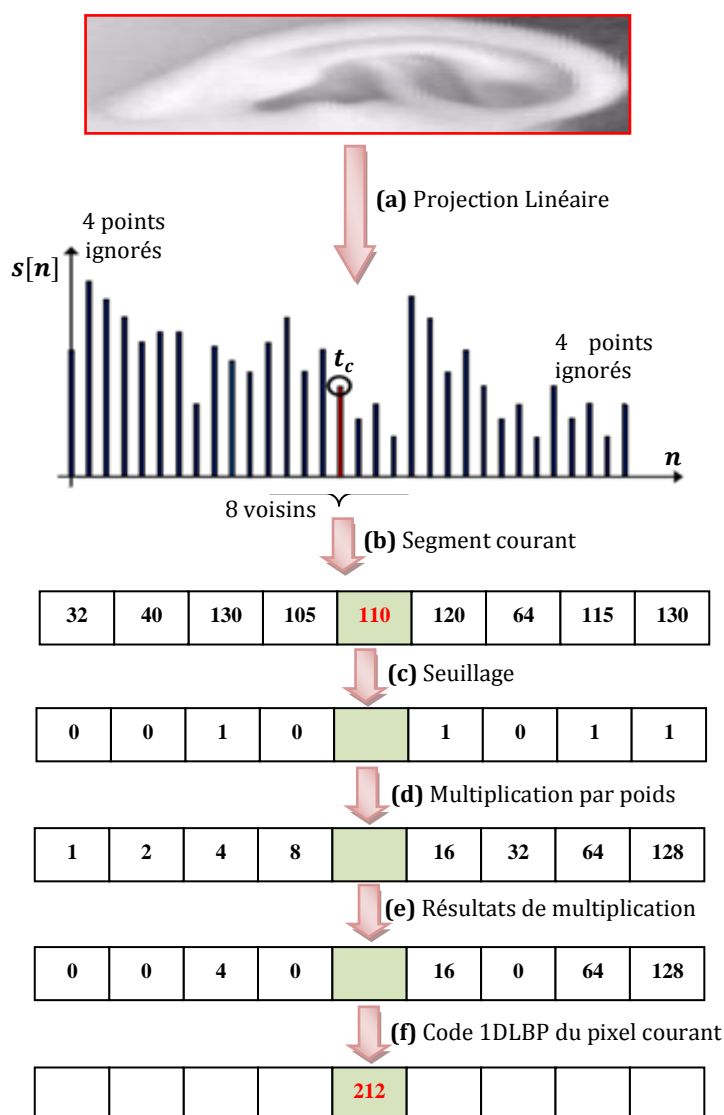 (a) Projection Linéaire
4 points
ignorés
s[n]
4 points
ignorés
t_c
n
8 voisins
(b) Segment courant
32 40 130 105 110 120 64 115 130
(c) Seuillage
0 0 1 0 1 0 1 1
(d) Multiplication par poids
1 2 4 8 16 32 64 128
(e) Résultats de multiplication
0 0 4 0 16 0 64 128
(f) Code 1DLBP du pixel courant
212